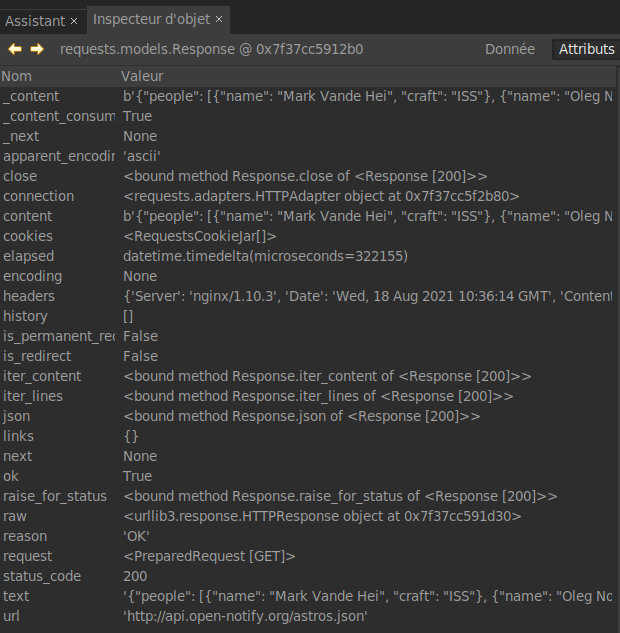 Assistant × Inspecteur d'objet ×
requests.models.Response @ 0x7f37cc5912b0 Donnée Attributs
Nom Valeur
_content b'{"people": [{"name": "Mark Vande Hei", "craft": "ISS"}, {"name": "Oleg N
_content_consum True
_next None
apparent_encodin 'ascii'
close <bound method Response.close of <Response [200]>>
connection <requests.adapters.HTTPAdapter object at 0x7f37cc5f2b80>
content b'{"people": [{"name": "Mark Vande Hei", "craft": "ISS"}, {"name": "Oleg N
cookies <RequestsCookieJar[]>
elapsed datetime.timedelta(microseconds=322155)
encoding None
headers {'Server': 'nginx/1.10.3', 'Date': 'Wed, 18 Aug 2021 10:36:14 GMT', 'Content
history []
is_permanent_red False
is_redirect False
iter_content <bound method Response.iter_content of <Response [200]>>
iter_lines <bound method Response.iter_lines of <Response [200]>>
json <bound method Response.json of <Response [200]>>
links {}
next None
ok True
raise_for_status <bound method Response.raise_for_status of <Response [200]>>
raw <urllib3.response.HTTPResponse object at 0x7f37cc591d30>
reason 'OK'
request <PreparedRequest [GET]>
status_code 200
text '{"people": [{"name": "Mark Vande Hei", "craft": "ISS"}, {"name": "Oleg No
url 'http://api.open-notify.org/astros.json'